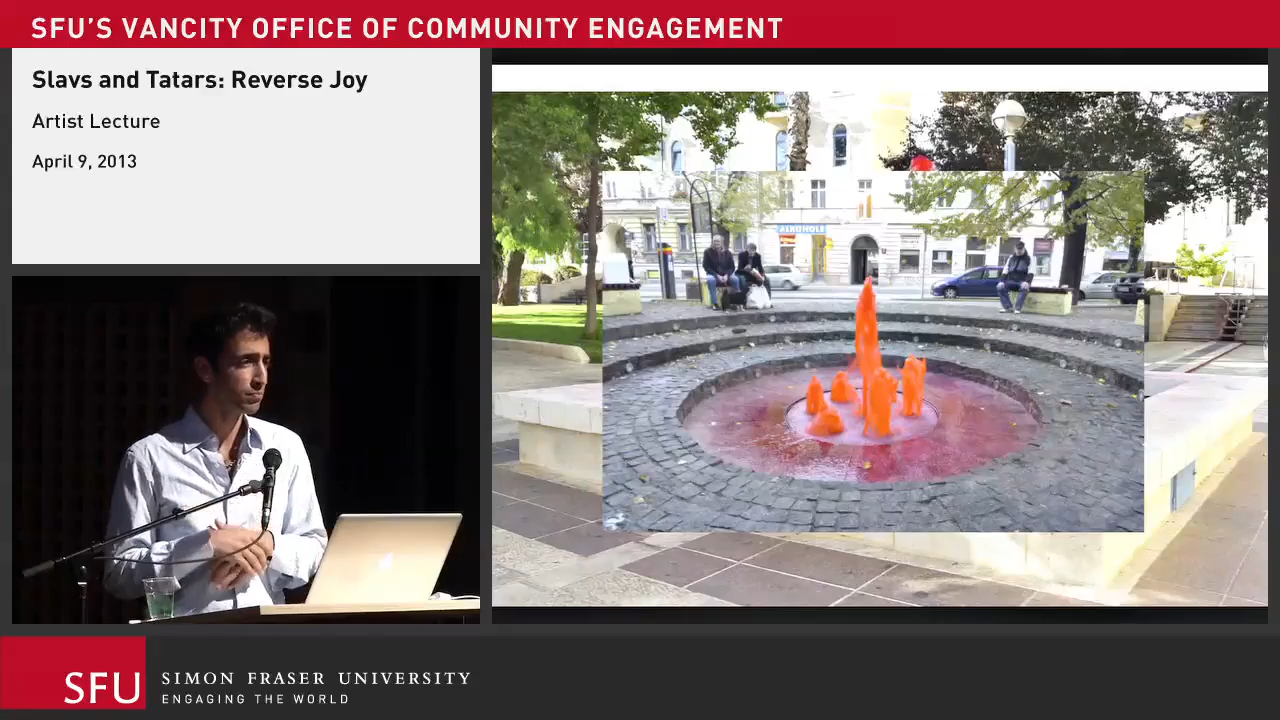 SFU'S VANCITY OFFICE OF COMMUNITY ENGAGEMENT
Slavs and Tatars: Reverse Joy
Artist Lecture
April 9, 2013
ALKOHOLE
SFU
SIMON FRASER UNIVERSITY
ENGAGING THE WORLD